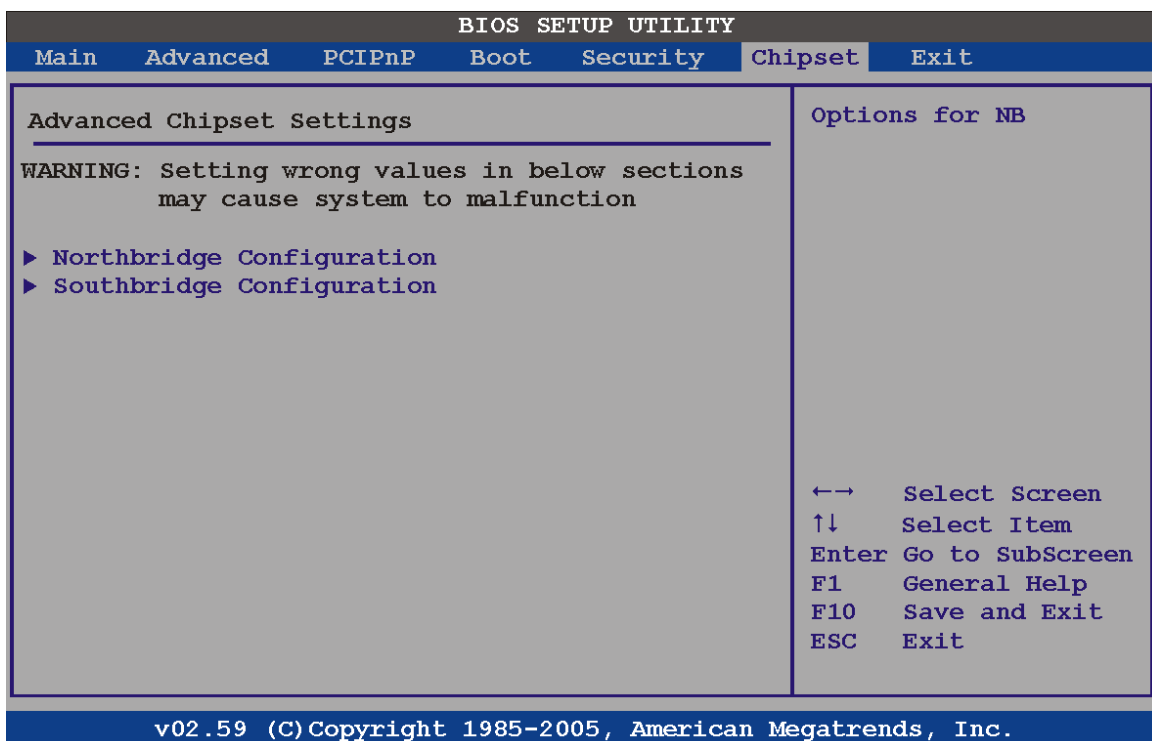 BIOS SETUP UTILITY
Main Advanced PCIPnP Boot Security Chipset Exit
Advanced Chipset Settings
WARNING: Setting wrong values in below sections
may cause system to malfunction
▶ Northbridge Configuration
▶ Southbridge Configuration
Options for NB
←→ Select Screen
↑↓ Select Item
Enter Go to SubScreen
F1 General Help
F10 Save and Exit
ESC Exit
v02.59 (C)Copyright 1985-2005, American Megatrends, Inc.